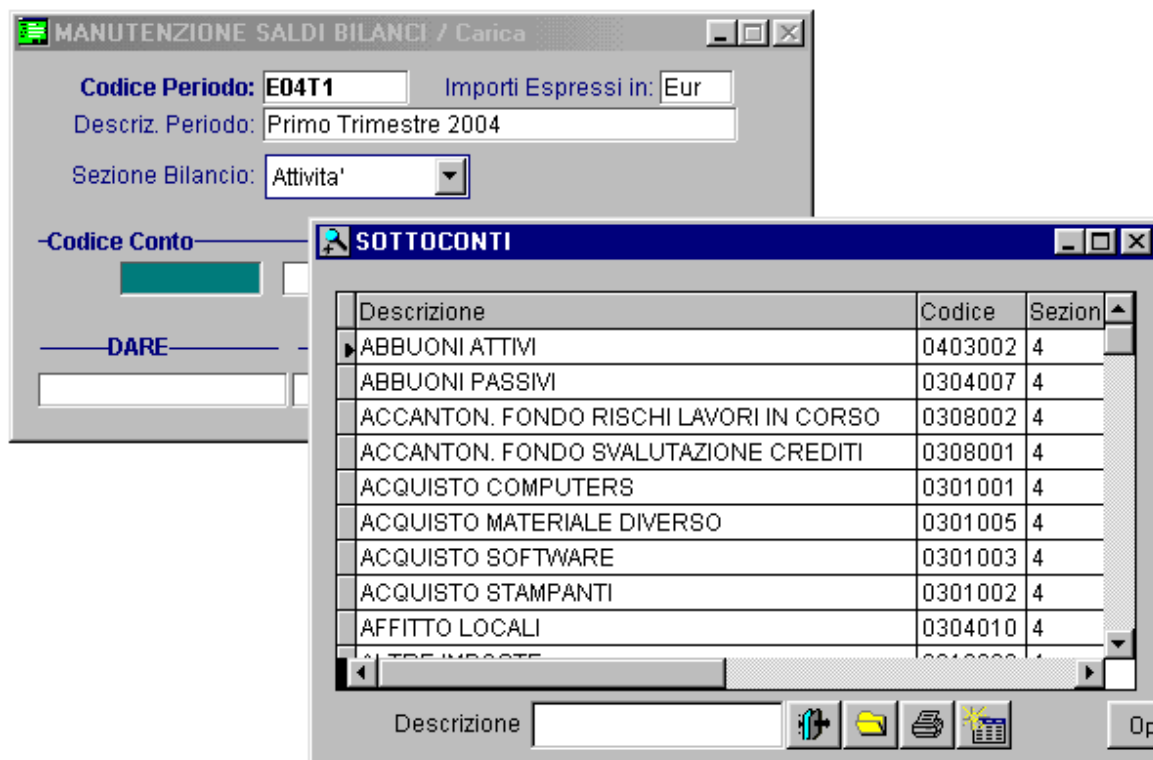 MANUTENZIONE SALDI BILANCI / Carica
Codice Periodo: E04T1 Importi Espressi in: Eur
Descriz. Periodo: Primo Trimestre 2004
Sezione Bilancio: Attivita'
Codice Conto
DARE
SOTTOCONTI
Descrizione Codice Sezion
ABBUONI ATTIVI 0403002 4
ABBUONI PASSIVI 0304007 4
ACCANTON. FONDO RISCHI LAVORI IN CORSO 0308002 4
ACCANTON. FONDO SVALUTAZIONE CREDITI 0308001 4
ACQUISTO COMPUTERS 0301001 4
ACQUISTO MATERIALE DIVERSO 0301005 4
ACQUISTO SOFTWARE 0301003 4
ACQUISTO STAMPANTI 0301002 4
AFFITTO LOCALI 0304010 4
ALTRE IMPOSTE
Descrizione Op